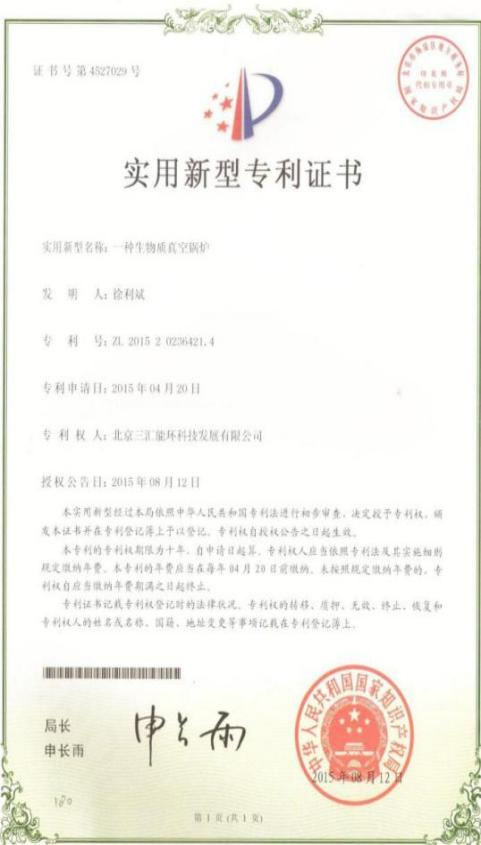 证书号第4527029号
实用新型专利证书
实用新型名称：一种生物质真空锅炉
发 明 人：徐利斌
专 利 号：ZL 2015 2 0236421.4
专利申请日：2015年04月20日
专 利 权 人：北京三汇能环科技发展有限公司
授权公告日：2015年08月12日
本实用新型经过本局依照中华人民共和国专利法进行初步审查，决定授予专利权，颁
发本证书并在专利登记簿上予以登记。专利权自授权公告之日起生效。
本专利的专利权期限为十年，自申请日起算。专利权人应当依照专利法及其实施细则
规定缴纳年费。本专利的年费应当在每年04月20日前缴纳。未按照规定缴纳年费的，专
利权自应当缴纳年费期满之日起终止。
专利证书记载专利权登记时的法律状况。专利权的转移、质押、无效、终止、恢复和
专利权人的姓名或名称、国籍、地址变更等事项记载在专利登记簿上。
局长
申长雨
申长雨
中华人民共和国国家知识产权局
2015年08月12日
180
第1页(共1页)